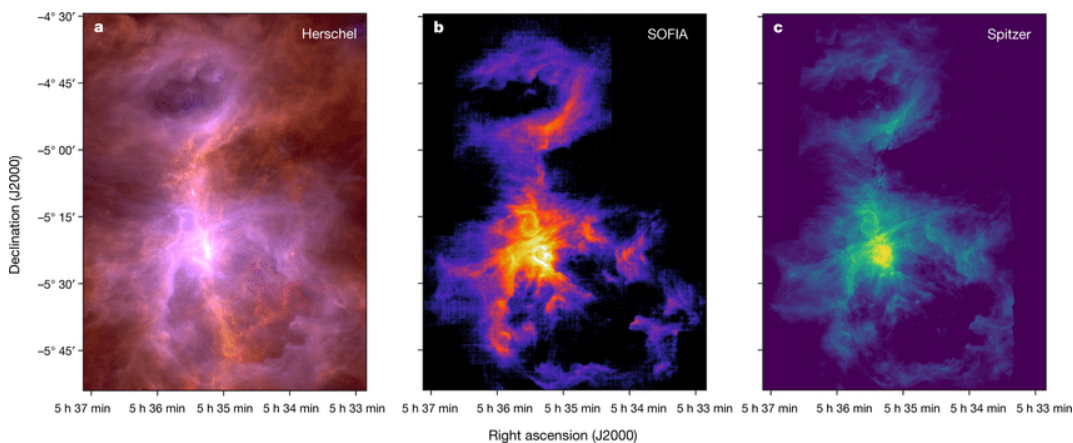 a Herschel
b SOFIA
c Spitzer
−4° 30′
−4° 45′
−5° 00′
−5° 15′
−5° 30′
−5° 45′
Declination (J2000)
5 h 37 min 5 h 36 min 5 h 35 min 5 h 34 min 5 h 33 min
5 h 37 min 5 h 36 min 5 h 35 min 5 h 34 min 5 h 33 min
5 h 37 min 5 h 36 min 5 h 35 min 5 h 34 min 5 h 33 min
Right ascension (J2000)